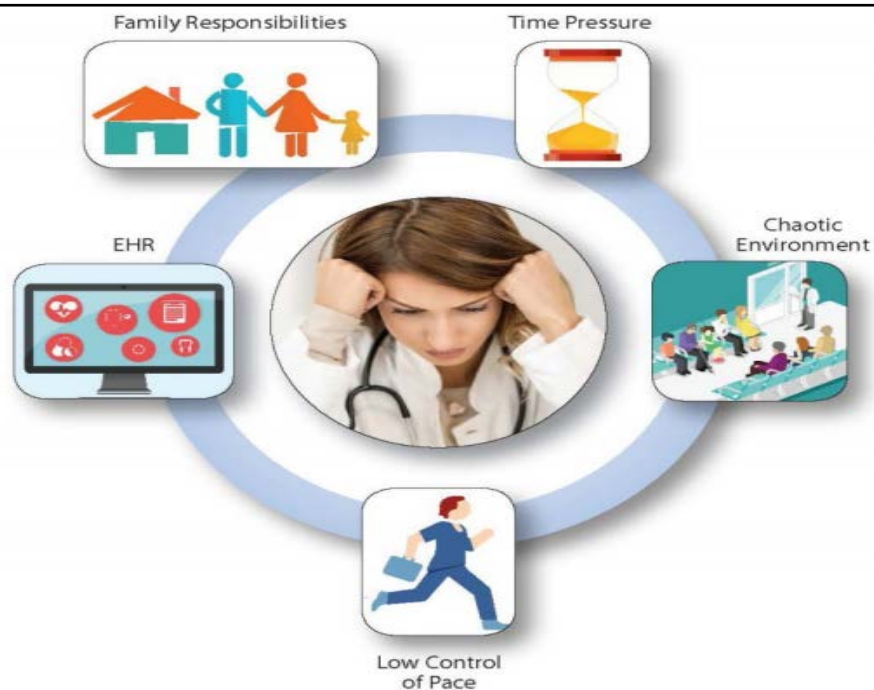 Family Responsibilities
Time Pressure
EHR
Chaotic
Environment
Low Control
of Pace